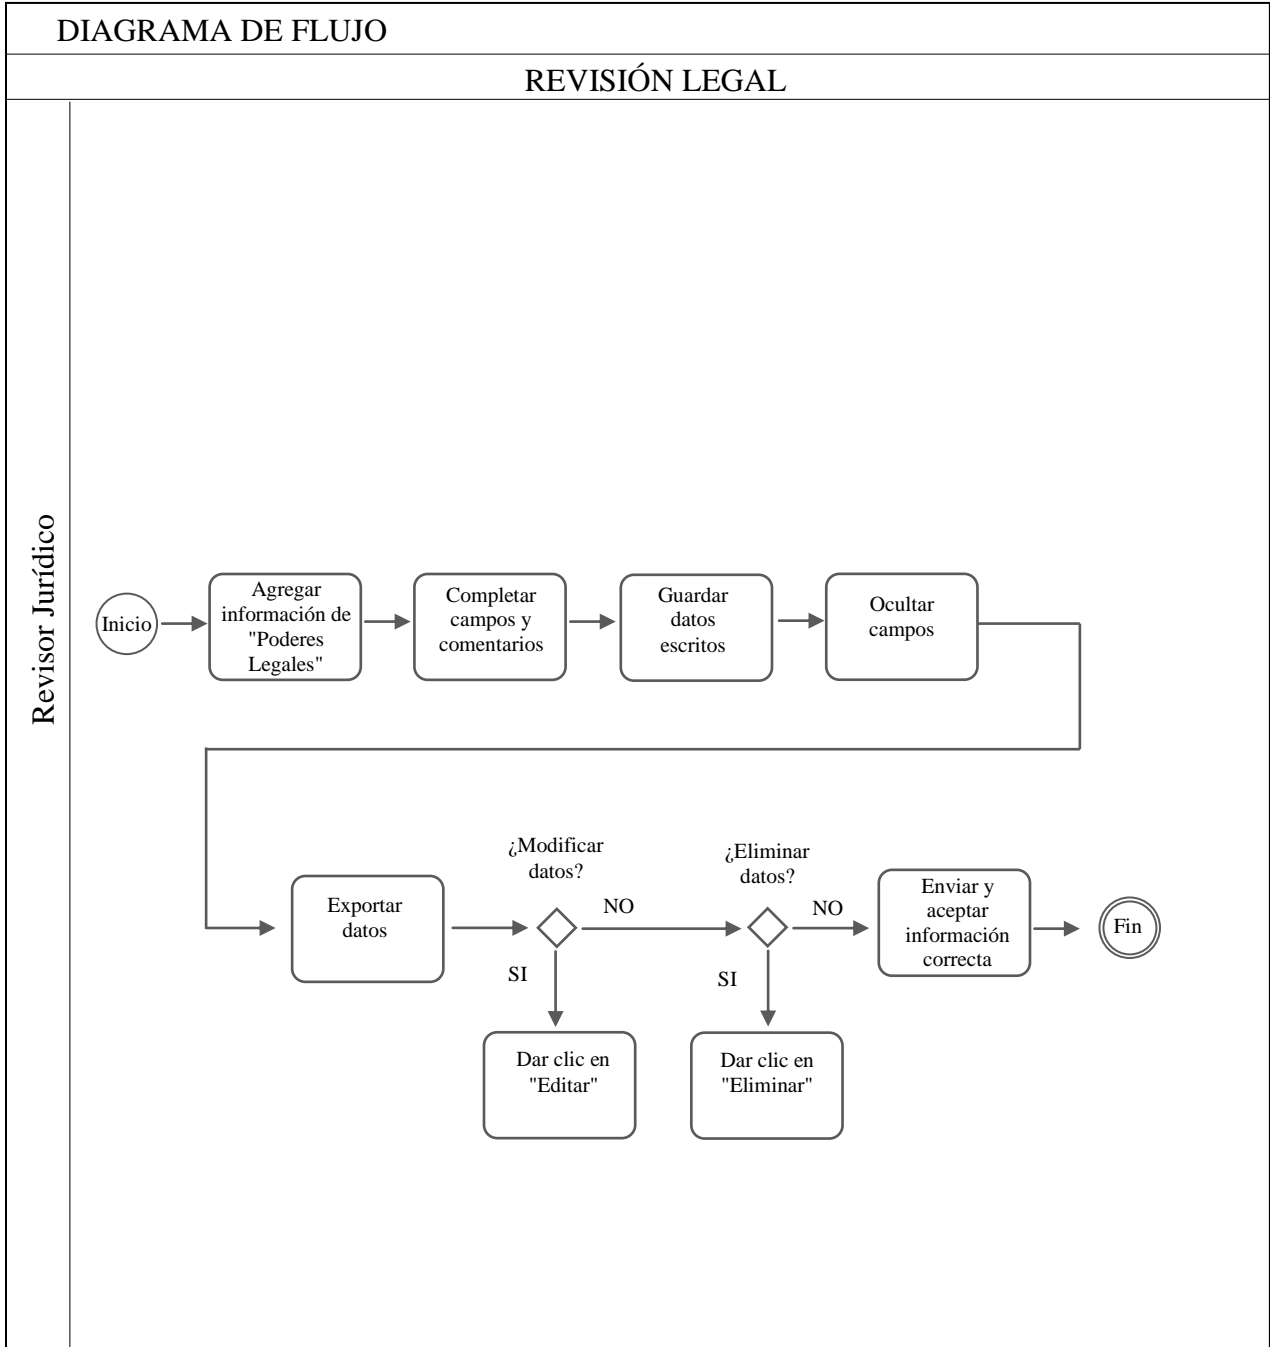 DIAGRAMA DE FLUJO
REVISIÓN LEGAL
Revisor Jurídico
Inicio
Agregar
información de
"Poderes
Legales"
Completar
campos y
comentarios
Guardar
datos
escritos
Ocultar
campos
Exportar
datos
¿Modificar
datos?
NO
SI
Dar clic en
"Editar"
¿Eliminar
datos?
NO
SI
Dar clic en
"Eliminar"
Enviar y
aceptar
información
correcta
Fin